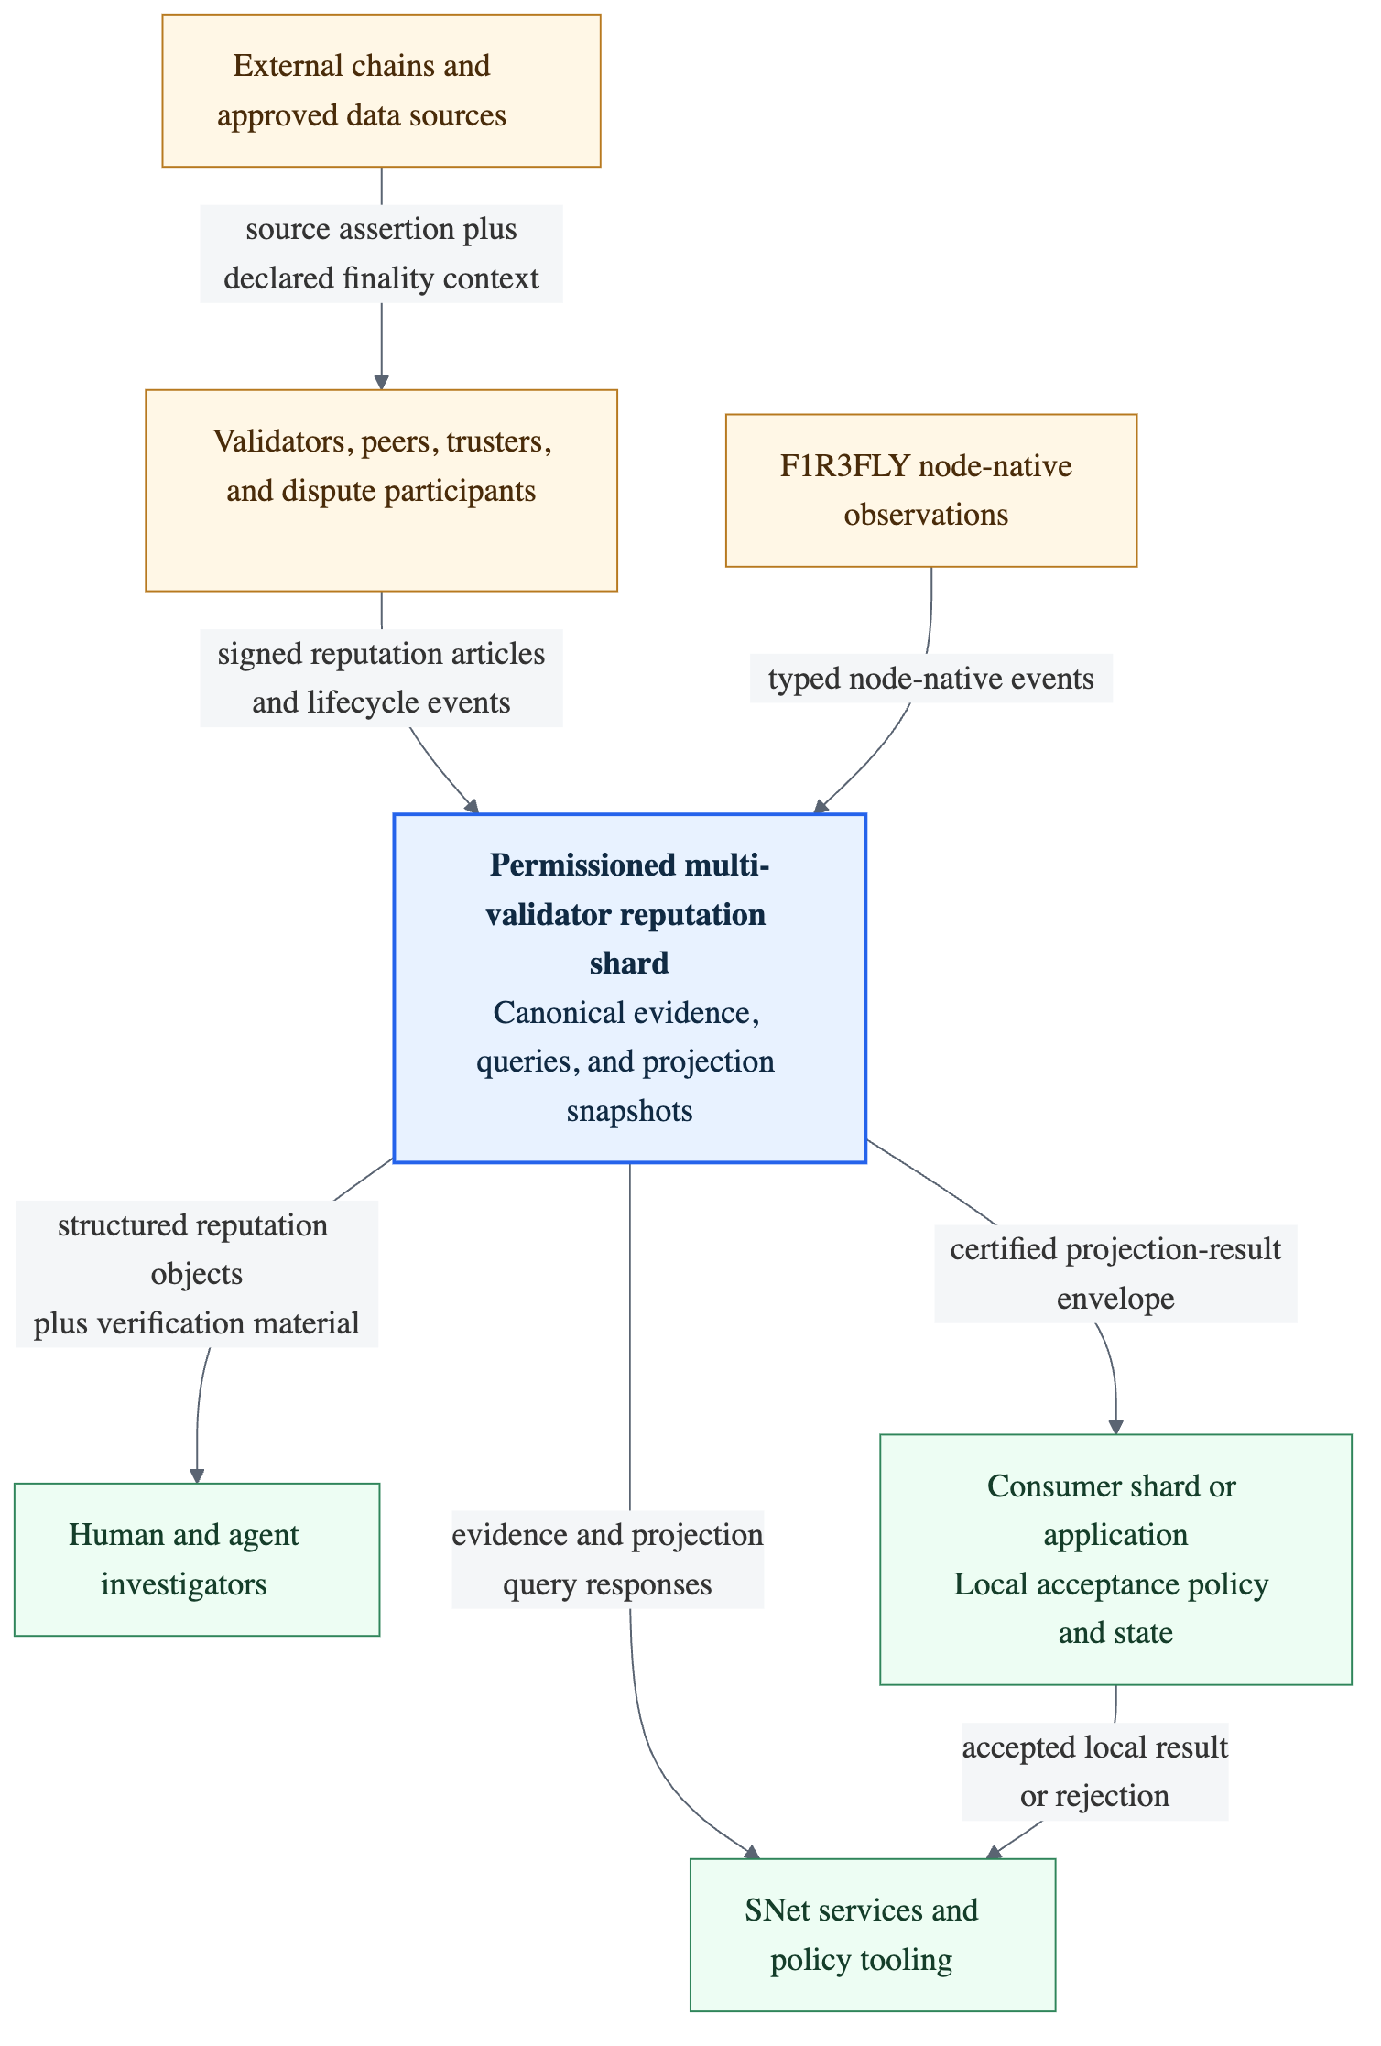 External chains and
approved data sources
source assertion plus
declared finality context
Validators, peers, trusters,
and dispute participants
F1R3FLY node-native
observations
signed reputation articles
and lifecycle events
typed node-native events
Permissioned multi-
validator reputation
shard
Canonical evidence,
queries, and projection
snapshots
structured reputation
objects
plus verification material
certified projection-result
envelope
Human and agent
investigators
evidence and projection
query responses
Consumer shard or
application
Local acceptance policy
and state
accepted local result
or rejection
SNet services and
policy tooling